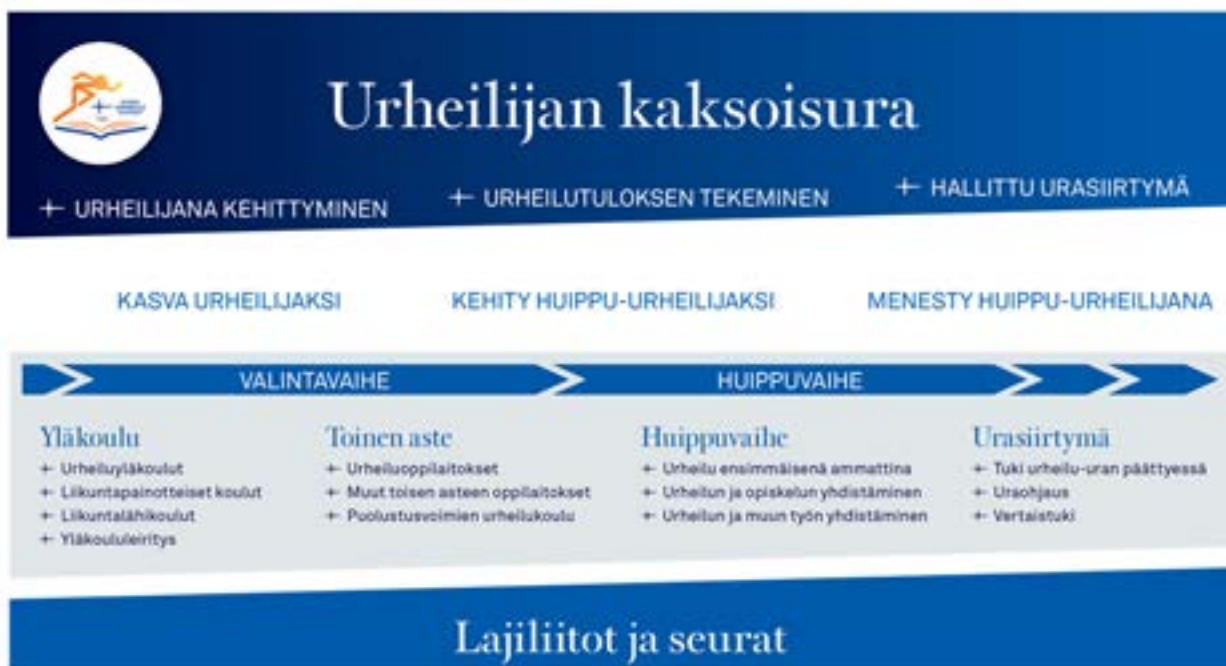 Urheilijan kaksoisura
+ URHEILIJANA KEHITTYMINEN
+ URHEILUTULOKSEN TEKEMINEN
+ HALLITTU URASIIRTYMÄ
KASVA URHEILIJAKSI
KEHITY HUIPPU-URHEILIJAKSI
MENESTY HUIPPU-URHEILIJANA
VALINTAVAIHE
HUIPPUVAIHE
Yläkoulu
+ Urheiluyläkoulut
+ Liikuntapainotteiset koulut
+ Liikuntalähikoulut
+ Yläkoululeiritys
Toinen aste
+ Urheiluoppilaitokset
+ Muut toisen asteen oppilaitokset
+ Puolustusvoimien urheilukoulu
Huippuvaihe
+ Urheilu ensimmäisenä ammattina
+ Urheilun ja opiskelun yhdistäminen
+ Urheilun ja muun työn yhdistäminen
Urasiirtymä
+ Tuki urheilu-uran päättyessä
+ Uraohjaus
+ Vertaistuki
Lajiliitot ja seurat